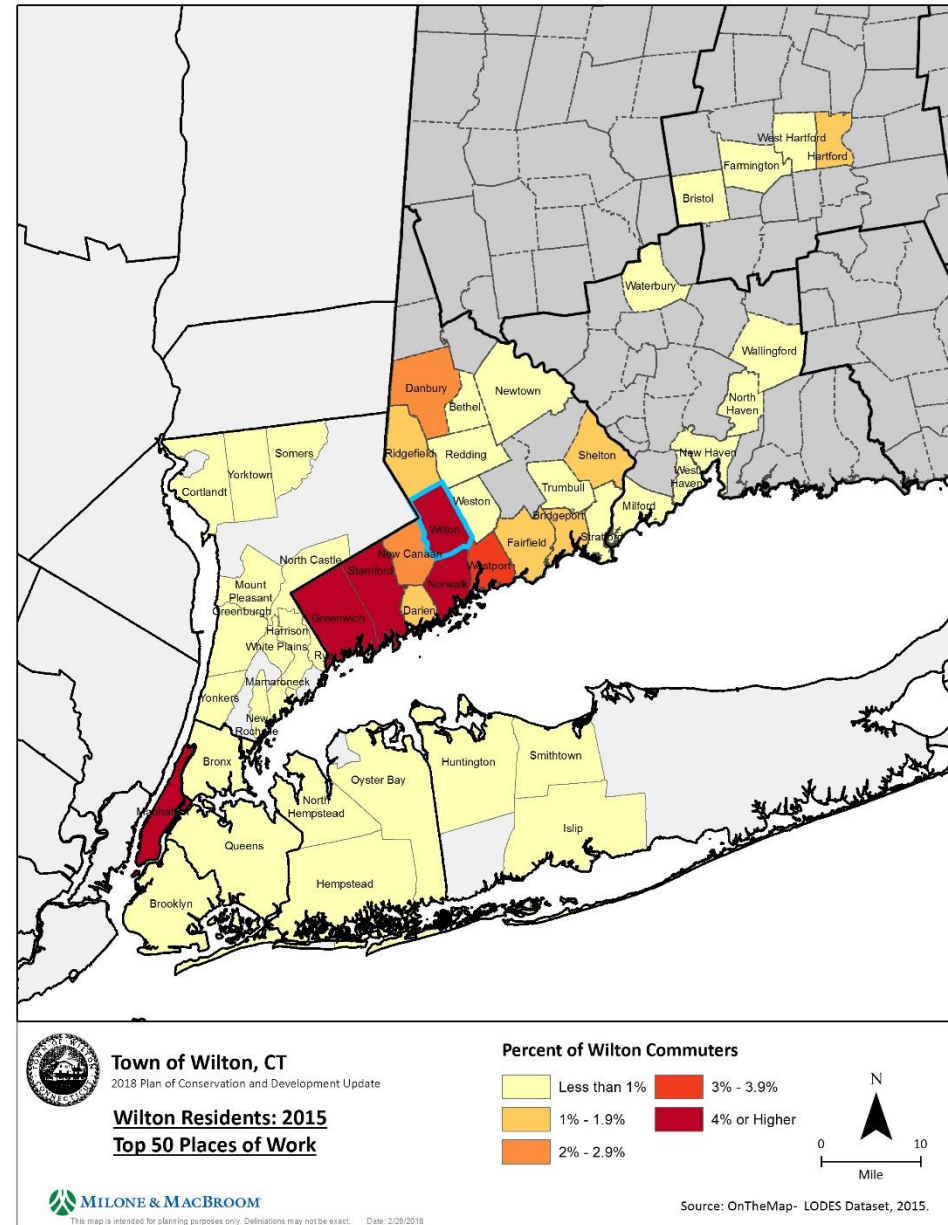 West Hartford
Hartford
Farmington
Bristol
Waterbury
Wallingford
North
Haven
New Haven
West
Haven
Danbury
Bethel
Newtown
Ridgefield
Redding
Shelton
Somers
Yorktown
Cortlandt
Weston
Trumbull
Milford
Wilton
Bridgeport
Stratford
Fairfield
New Canaan
Westport
North Castle
Stamford
Norwalk
Mount
Pleasant
Greenburgh
Greenwich
Darien
Harrison
White Plains
Ry
Mamaroneck
Yonkers
New
Rochelle
Bronx
Huntington
Smithtown
Oyster Bay
Manhattan
North
Hempstead
Islip
Queens
Hempstead
Brooklyn
TOWN OF WILTON
CONNECTICUT
Town of Wilton, CT
2018 Plan of Conservation and Development Update
Wilton Residents: 2015
Top 50 Places of Work
MILONE & MACBROOM
This map is intended for planning purposes only. Deliniations may not be exact. Date: 2/26/2018
Percent of Wilton Commuters
Less than 1%
3% - 3.9%
1% - 1.9%
4% or Higher
2% - 2.9%
N
0 10
Mile
Source: OnTheMap- LODES Dataset, 2015.